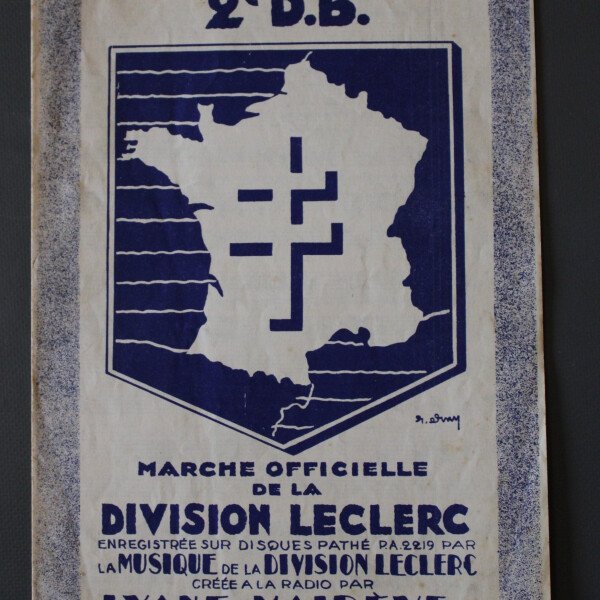 2e D.B.
MARCHE OFFICIELLE
DE LA
DIVISION LECLERC
ENREGISTRÉE SUR DISQUES PATHÉ P.A.2219 PAR
LA MUSIQUE DE LA DIVISION LECLERC
CRÉÉE A LA RADIO PAR